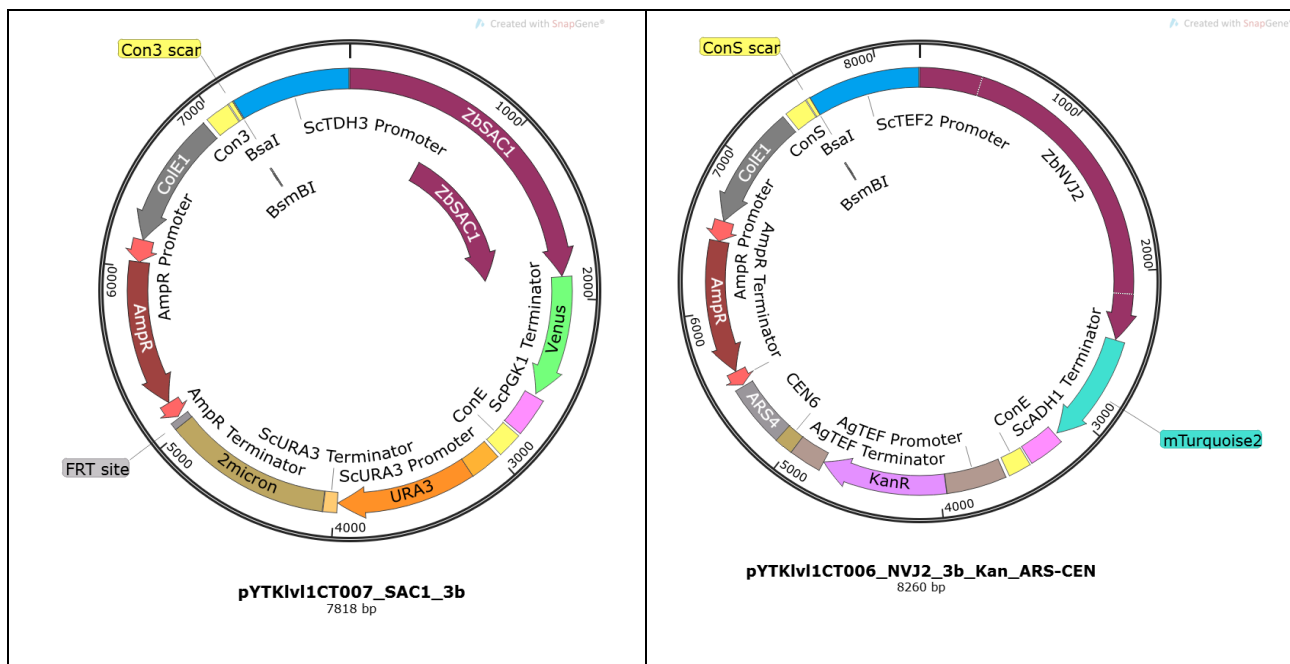 Created with SnapGene®
Con3 scar
7000
1000
ZbSAC1
ScTDH3 Promoter
Con3
BsaI
BsmBI
ColE1
ZbSAC1
6000
AmpR Promoter
2000
AmpR
Venus
ScPGK1 Terminator
ConE
AmpR Terminator
ScURA3 Terminator
ScURA3 Promoter
5000
3000
FRT site
2micron
URA3
4000
pYTKlvl1CT007_SAC1_3b
7818 bp
Created with SnapGene®
ConS scar
8000
1000
ScTEF2 Promoter
ConS
BsaI
BsmBI
7000
ColE1
ZbNVJ2
2000
AmpR Promoter
AmpR Terminator
AmpR
6000
CEN6
ARS4
AgTEF Promoter
AgTEF Terminator
ConE
ScADH1 Terminator
3000
mTurquoise2
5000
KanR
4000
pYTKlvl1CT006_NVJ2_3b_Kan_ARS-CEN
8260 bp